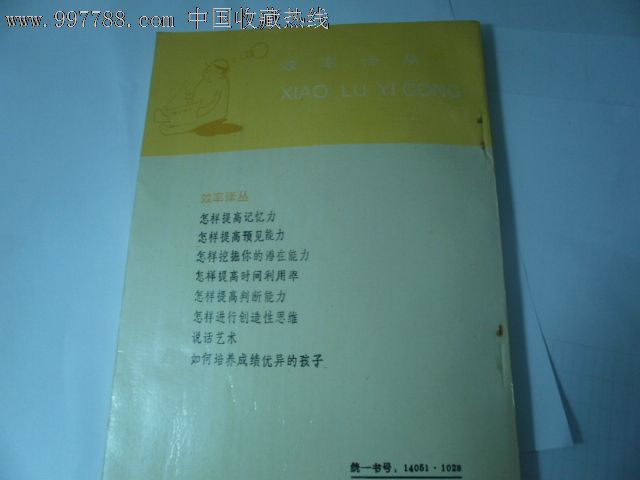 www.997788.com 中国收藏热线
效率译丛
XIAO LU YI CONG
效率译丛
怎样提高记忆力
怎样提高预见能力
怎样挖掘你的潜在能力
怎样提高时间利用率
怎样提高判断能力
怎样进行创造性思维
说话艺术
如何培养成绩优异的孩子
统一书号：14051·1028